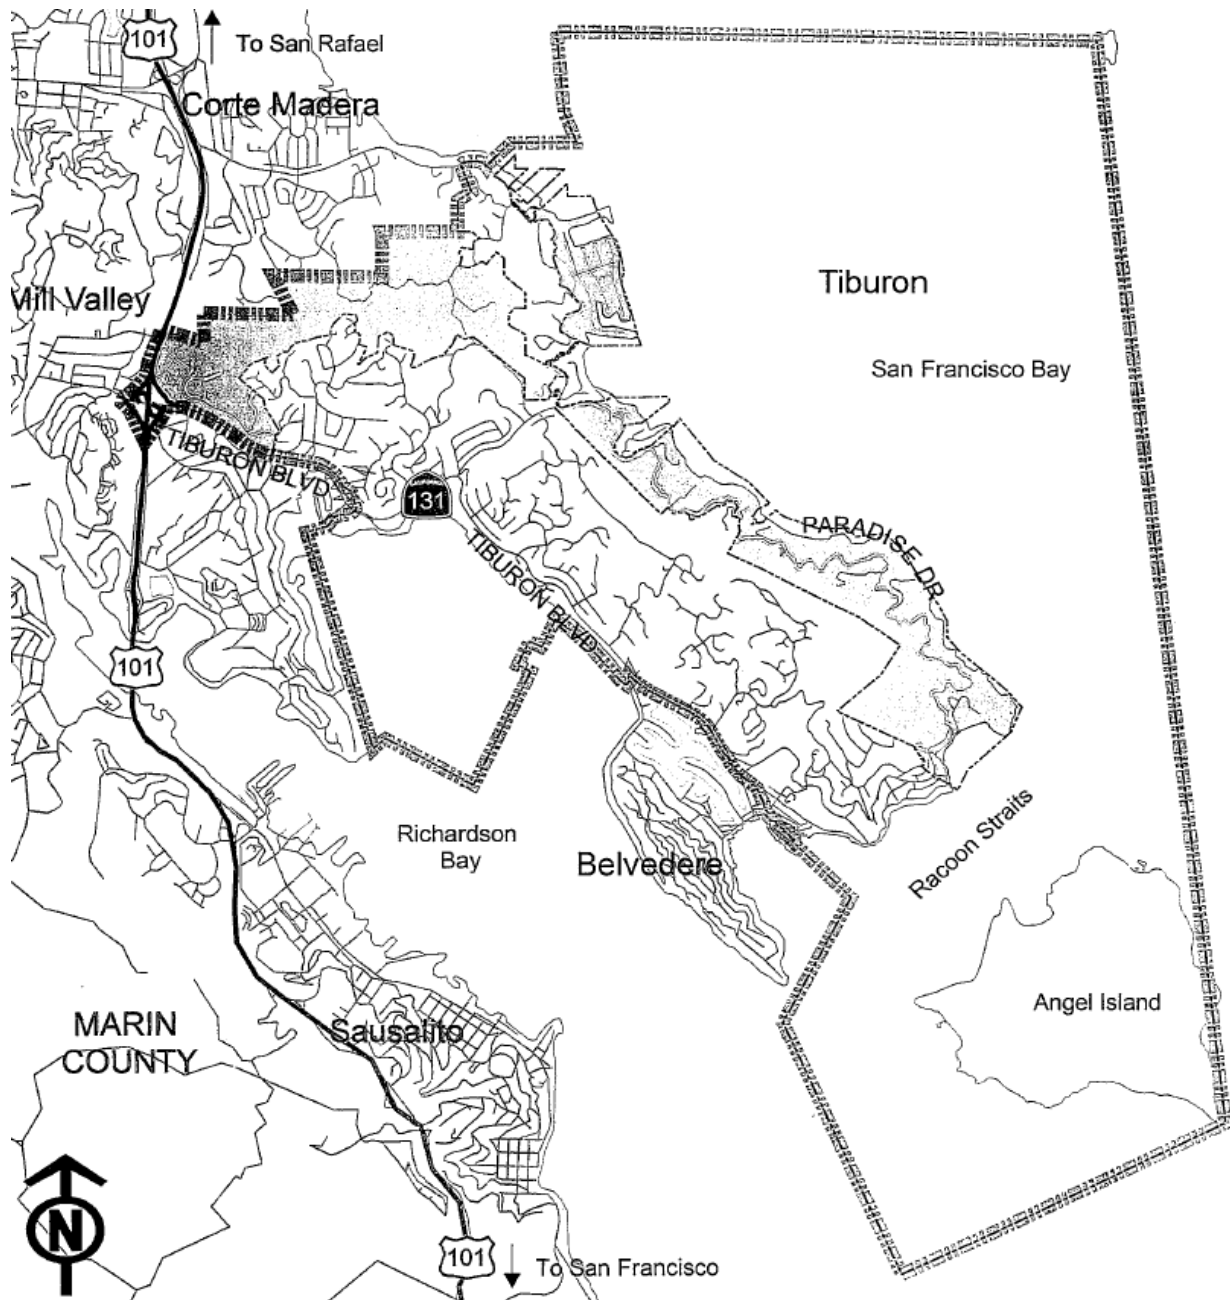 101
To San Rafael
Corte Madera
Tiburon
Mill Valley
San Francisco Bay
TIBURON BLVD
131
PARADISE DR
TIBURON BLVD
101
Racoon Straits
Richardson
Bay
Belvedere
Angel Island
MARIN
COUNTY
Sausalito
N
101
To San Francisco